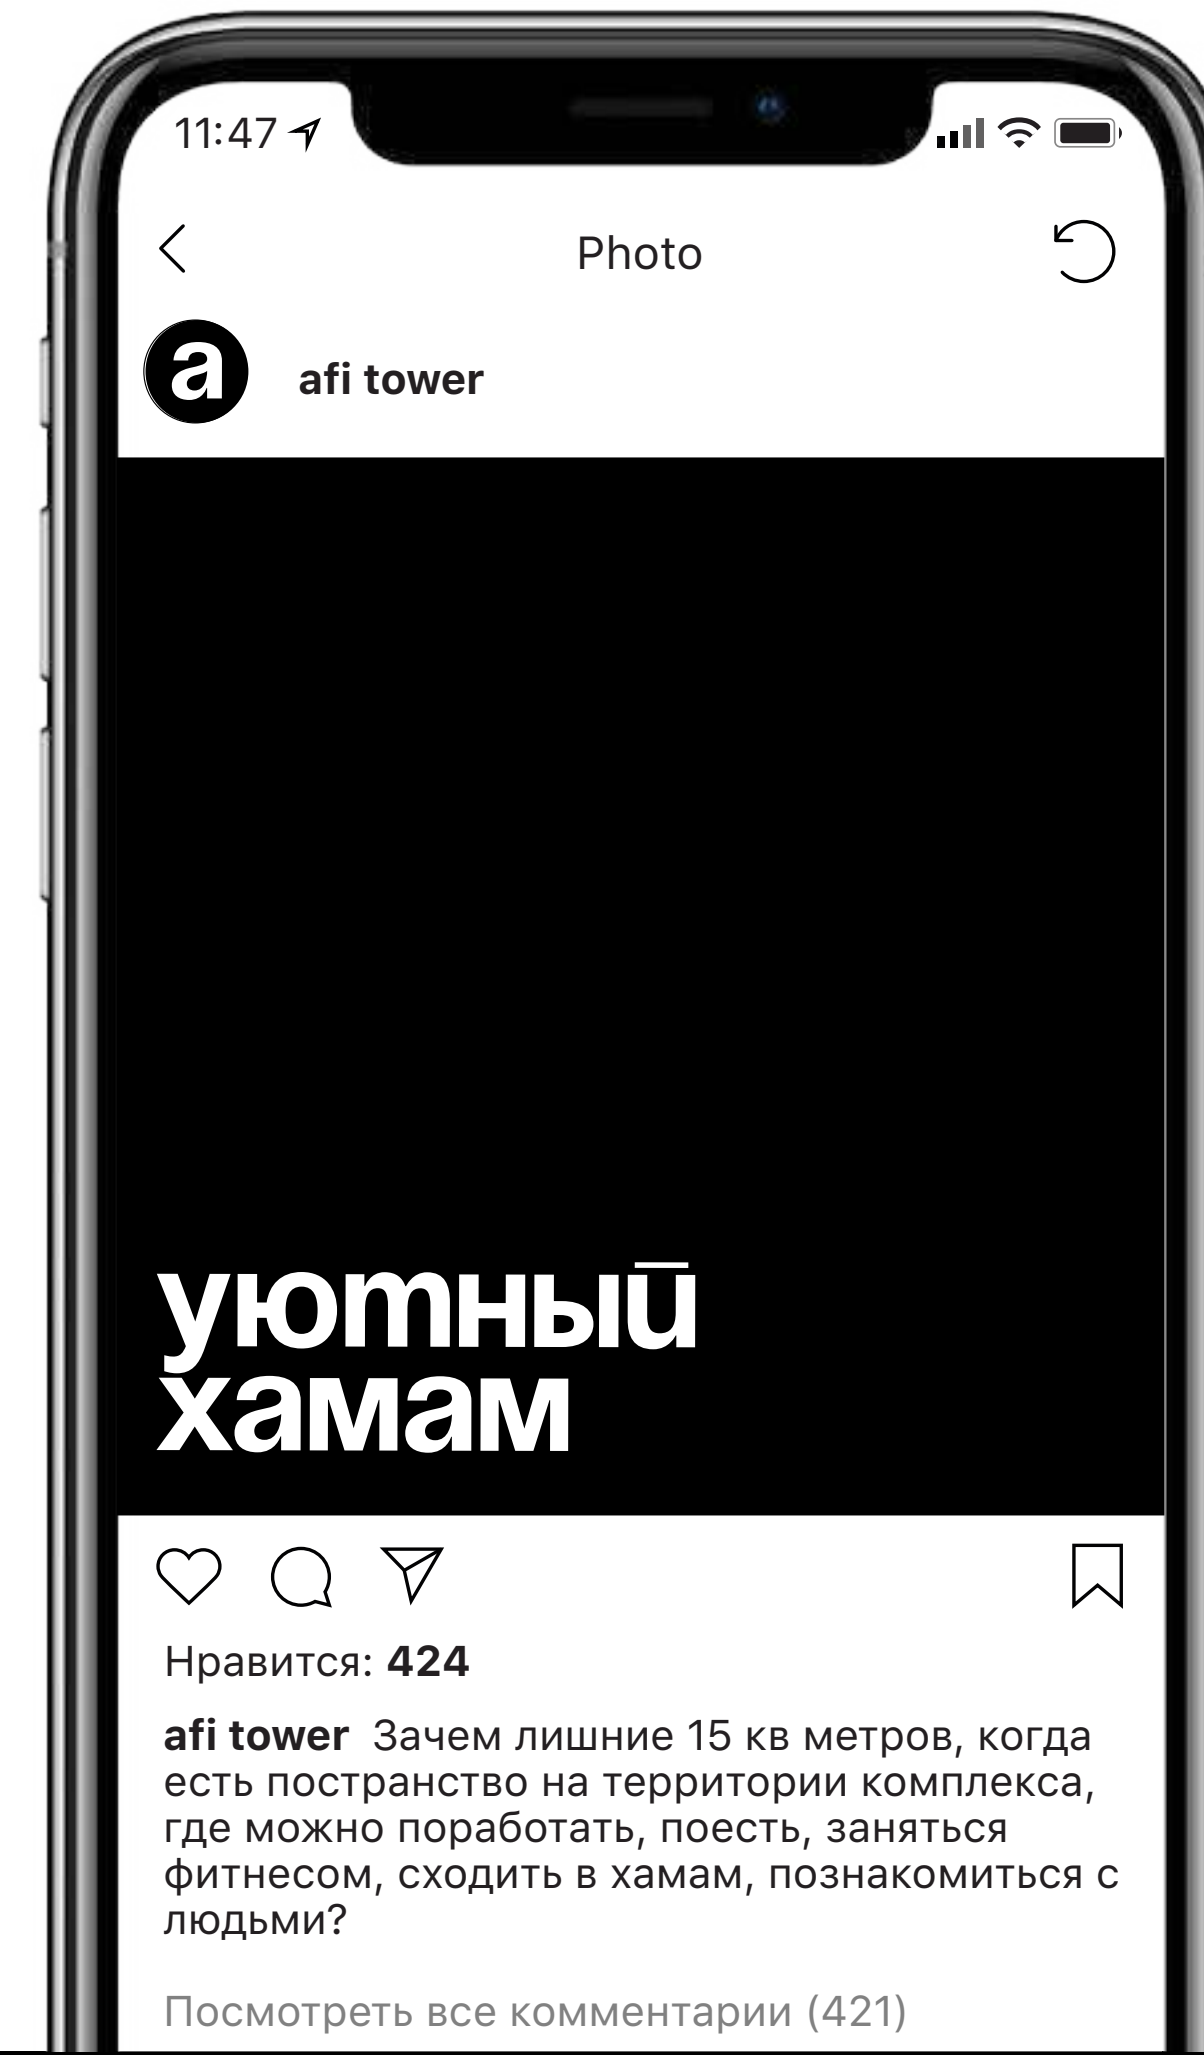 11:47
Photo
a
afi tower
уютный
хамам
Нравится: 424
afi tower Зачем лишние 15 кв метров, когда
есть постранство на территории комплекса,
где можно поработать, поесть, заняться
фитнесом, сходить в хамам, познакомиться с
людьми?
Посмотреть все комментарии (421)